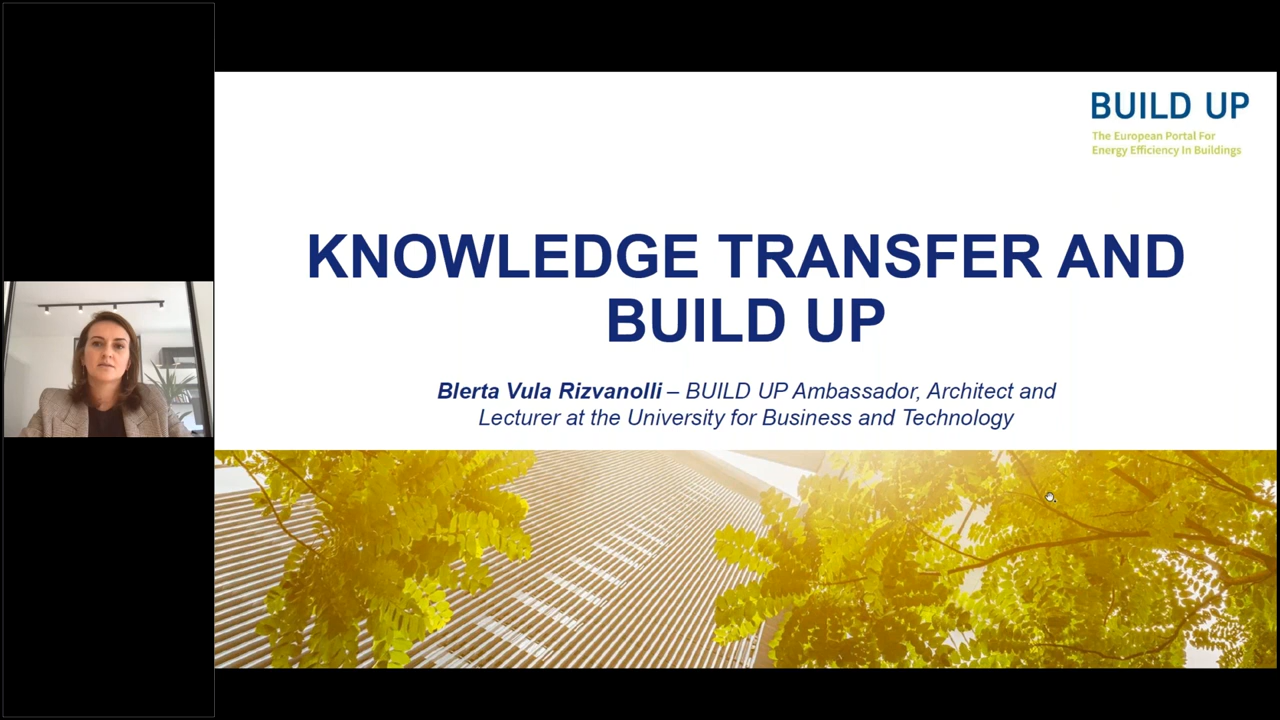 BUILD UP
The European Portal For
Energy Efficiency In Buildings
KNOWLEDGE TRANSFER AND
BUILD UP
Blerta Vula Rizvanolli – BUILD UP Ambassador, Architect and
Lecturer at the University for Business and Technology